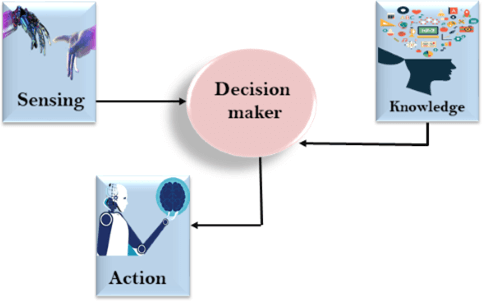 Sensing
Decision
maker
Knowledge
Action